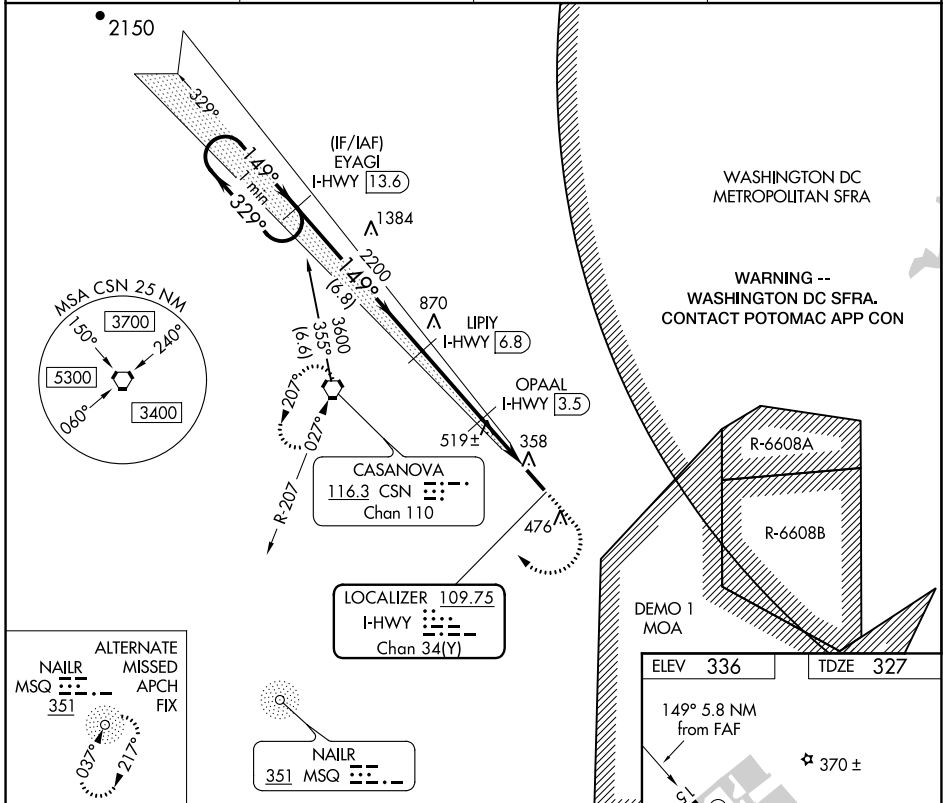 2150
329°
149°
1 min
329°
(IF/IAF)
EYAGI
I-HWY 13.6
1384
2200
149°
(6.8)
870
LIPIY
I-HWY 6.8
OPAAL
I-HWY 3.5
519 ±
358
476
WASHINGTON DC
METROPOLITAN SFRA
WARNING --
WASHINGTON DC SFRA.
CONTACT POTOMAC APP CON
MSA CSN 25 NM
3700
150°
240°
5300
060°
3400
3600
355°
(6.6)
207°
027°
R-207
CASANOVA
116.3 CSN
Chan 110
LOCALIZER 109.75
I-HWY
Chan 34(Y)
R-6608A
R-6608B
DEMO 1
MOA
ALTERNATE
MISSED
APCH
FIX
NAILR
MSQ
351
037°
217°
NAILR
351 MSQ
ELEV 336
TDZE 327
149° 5.8 NM
from FAF
370 ±